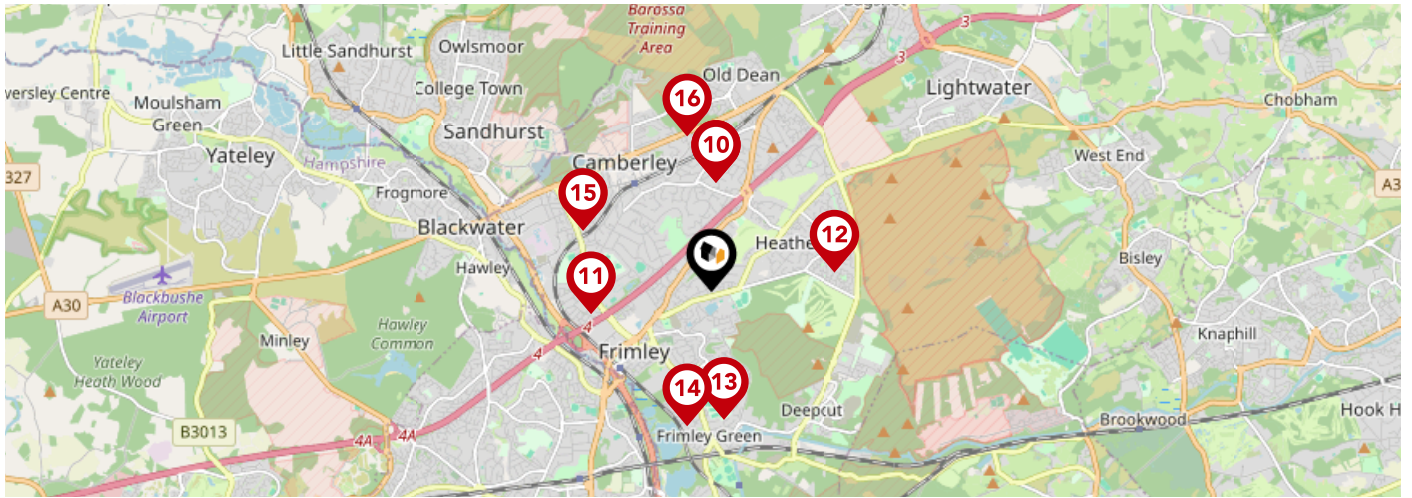 Barossa
Training
Area
3
Little Sandhurst
Owlsmoor
3
Old Dean
Lightwater
wersley Centre
College Town
16
Chobham
Moulsham
Green
Sandhurst
10
Yateley
Hampshire
Camberley
West End
327
Frogmore
15
A3
Blackwater
12
Heathe
Bisley
Hawley
11
Blackbushe
Airport
A30
4
Hawley
Common
Knaphill
Minley
4
Frimley
Yateley
Heath Wood
14
13
Deepcut
Hook H
Brookwood
B3013
4A
4A
Frimley Green